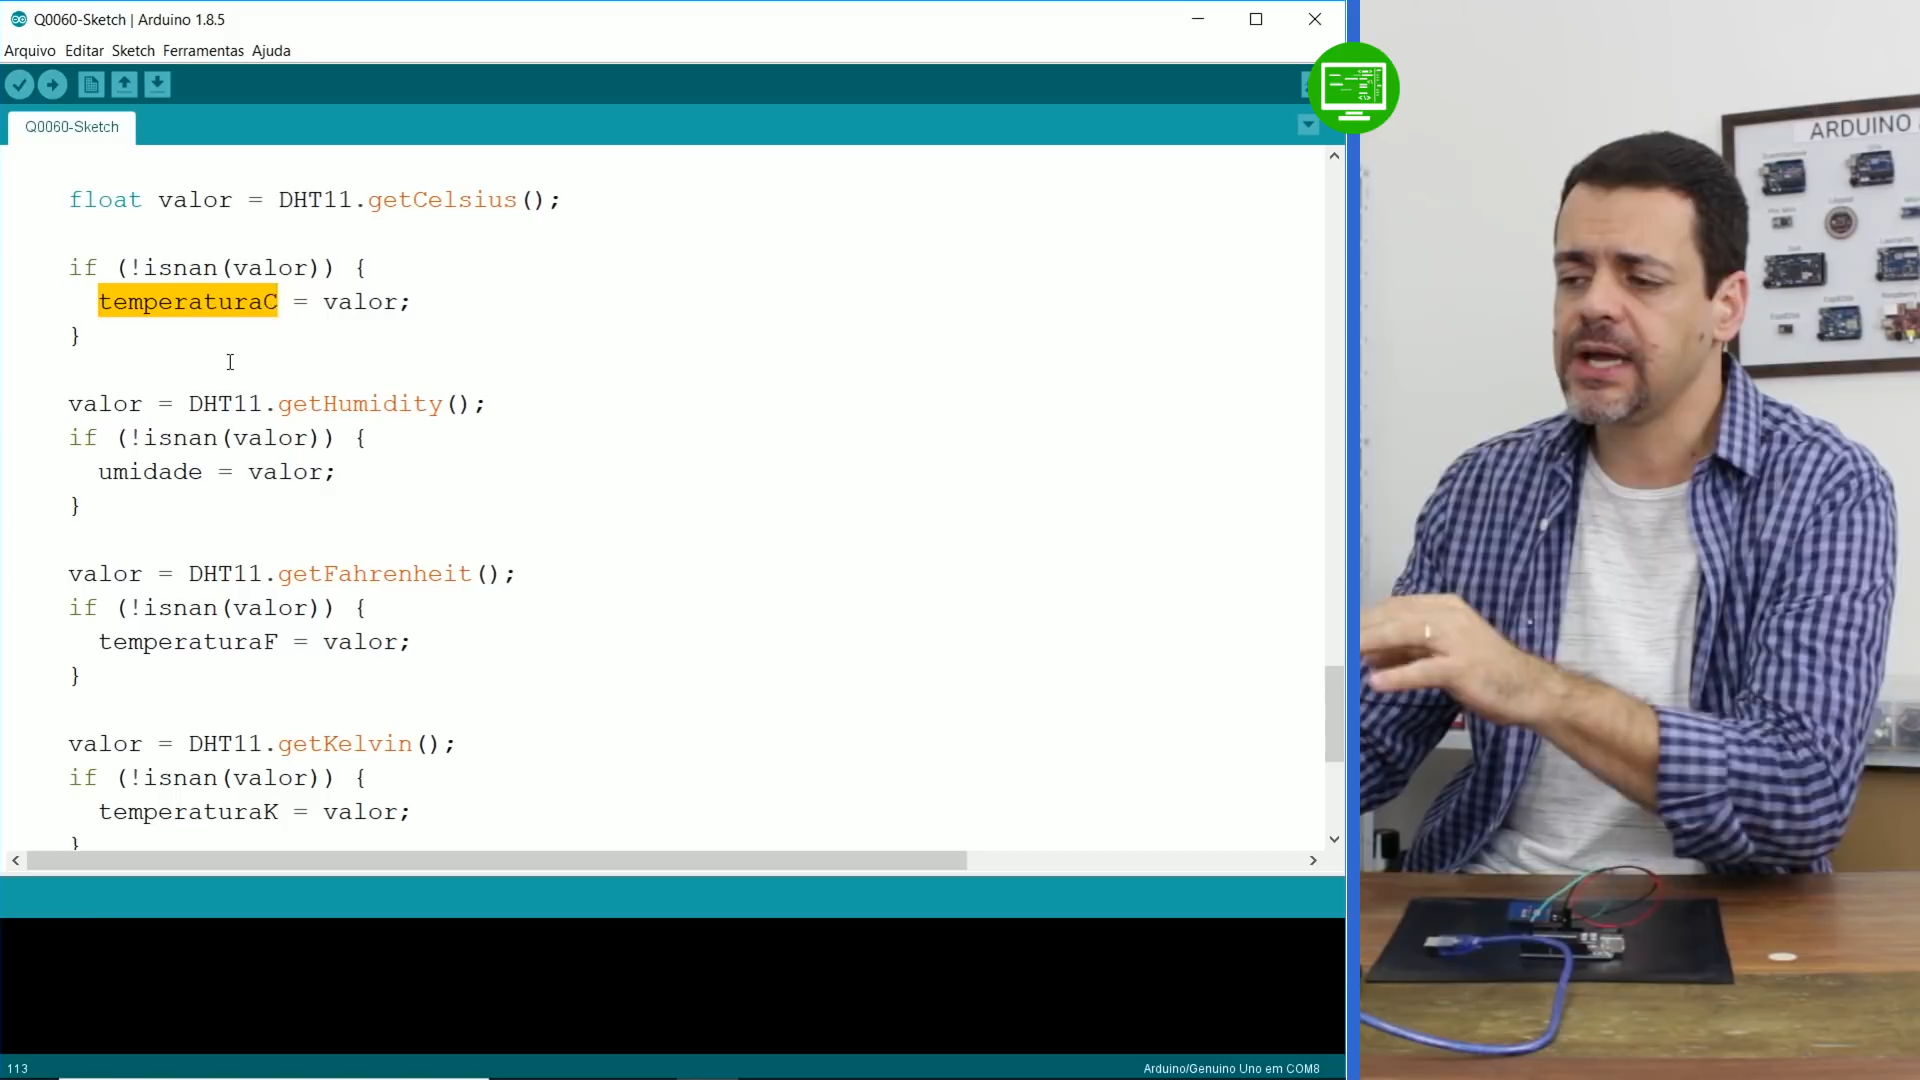 Q0060-Sketch | Arduino 1.8.5
Arquivo Editar Sketch Ferramentas Ajuda
Q0060-Sketch
float valor = DHT11.getCelsius();
if (!isnan(valor)) {
temperaturaC = valor;
}
valor = DHT11.getHumidity();
if (!isnan(valor)) {
umidade = valor;
}
valor = DHT11.getFahrenheit();
if (!isnan(valor)) {
temperaturaF = valor;
}
valor = DHT11.getKelvin();
if (!isnan(valor)) {
temperaturaK = valor;
}
113
Arduino/Genuino Uno em COM8
ARDUINO